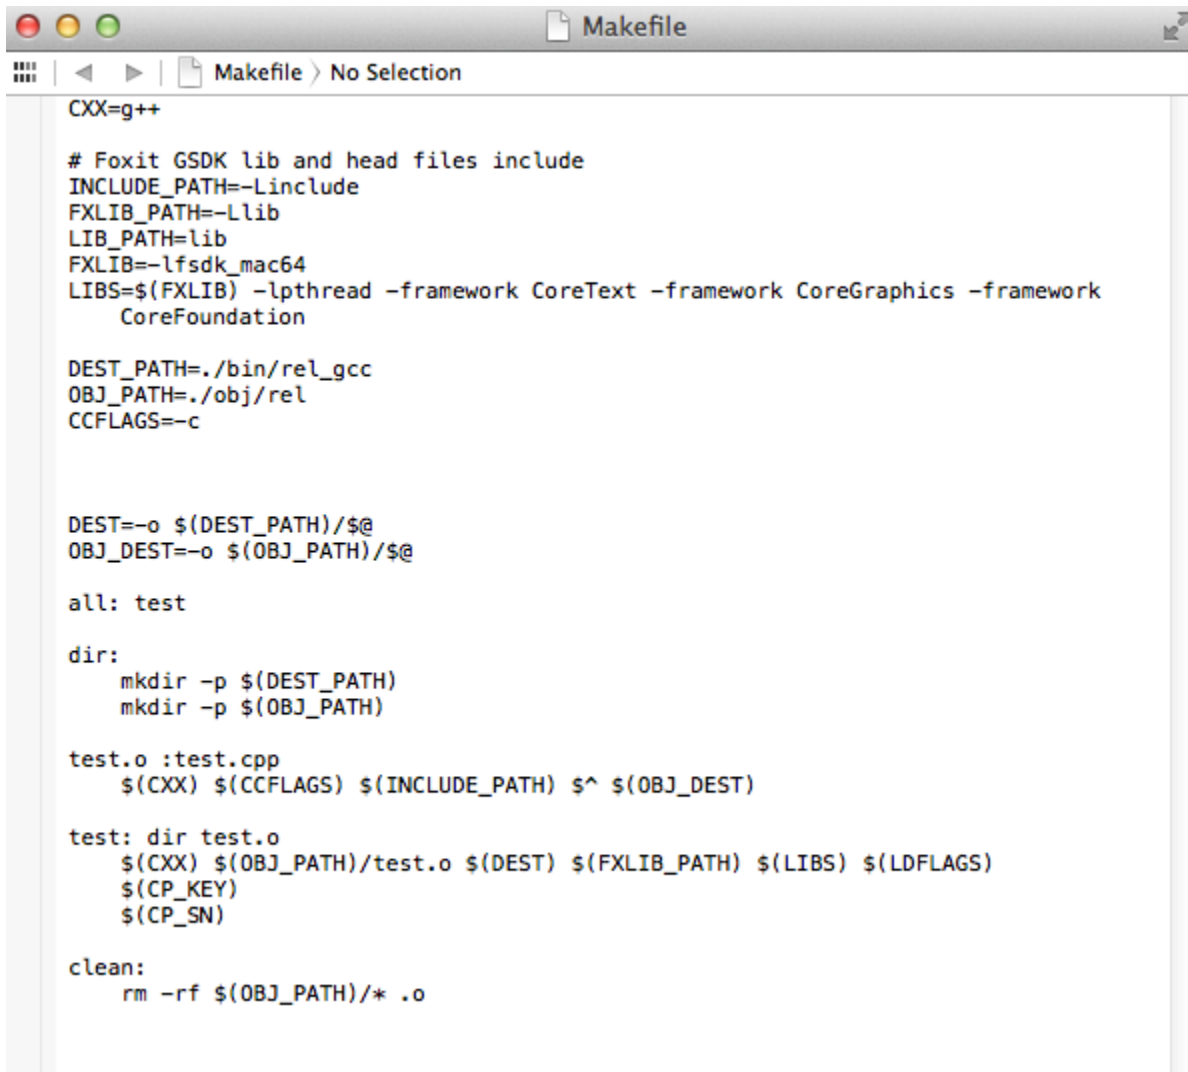 Makefile
Makefile 〉 No Selection
CXX=g++
# Foxit GSDK lib and head files include
INCLUDE_PATH=-Linclude
FXLIB_PATH=-Llib
LIB_PATH=lib
FXLIB=-lfsdk_mac64
LIBS=$(FXLIB) -lpthread -framework CoreText -framework CoreGraphics -framework
CoreFoundation
DEST_PATH=./bin/rel_gcc
OBJ_PATH=./obj/rel
CCFLAGS=-c
DEST=-o $(DEST_PATH)/$@
OBJ_DEST=-o $(OBJ_PATH)/$@
all: test
dir:
mkdir -p $(DEST_PATH)
mkdir -p $(OBJ_PATH)
test.o :test.cpp
$(CXX) $(CCFLAGS) $(INCLUDE_PATH) $^ $(OBJ_DEST)
test: dir test.o
$(CXX) $(OBJ_PATH)/test.o $(DEST) $(FXLIB_PATH) $(LIBS) $(LDFLAGS)
$(CP_KEY)
$(CP_SN)
clean:
rm -rf $(OBJ_PATH)/* .o